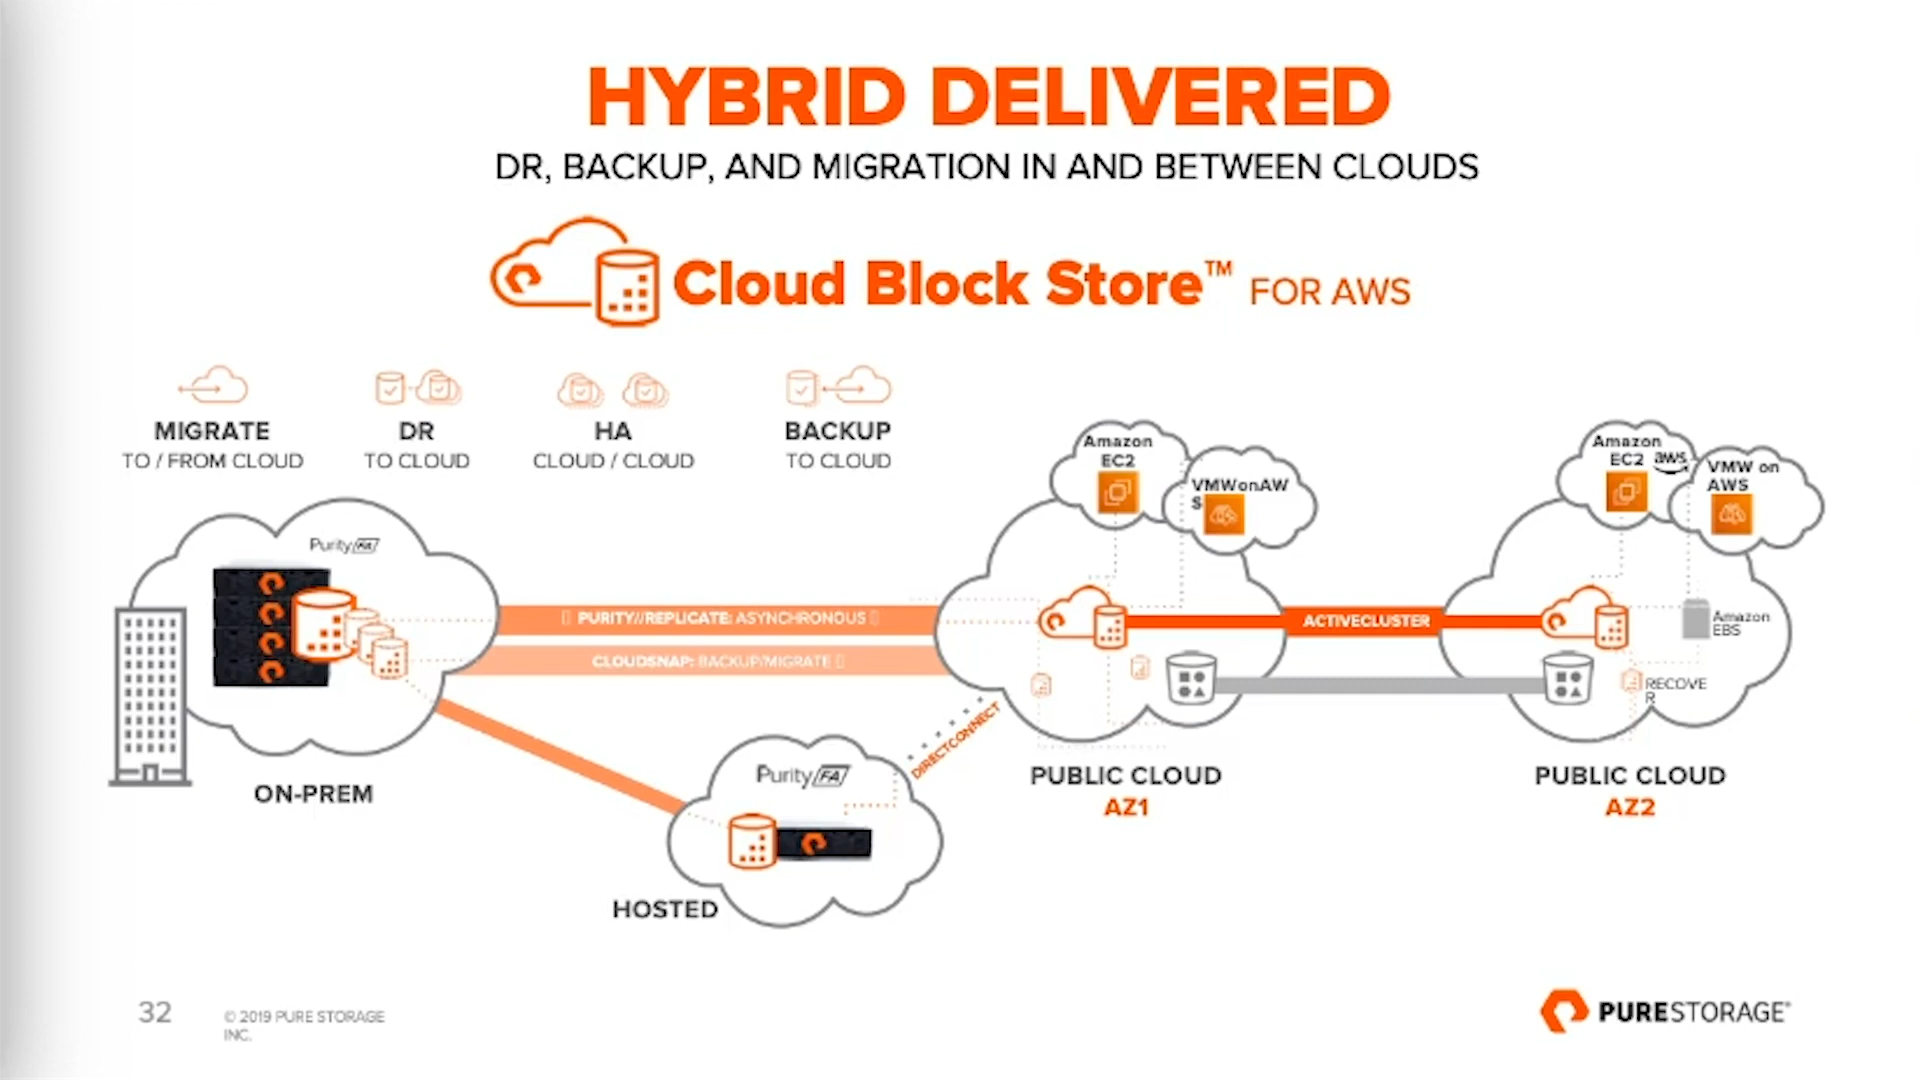 HYBRID DELIVERED
DR, BACKUP, AND MIGRATION IN AND BETWEEN CLOUDS
Cloud Block Store™ FOR AWS
MIGRATE
TO / FROM CLOUD
DR
TO CLOUD
HA
CLOUD / CLOUD
BACKUP
TO CLOUD
Purity FA
ON-PREM
PURITY//REPLICATE: ASYNCHRONOUS
CLOUDSNAP: BACKUP/MIGRATE
Purity FA
HOSTED
DIRECTCONNECT
Amazon
EC2
VMWonAW
S
PUBLIC CLOUD
AZ1
ACTIVECLUSTER
Amazon
EC2
aws
VMW on
AWS
Amazon
EBS
RECOVE
R
PUBLIC CLOUD
AZ2
32
© 2019 PURE STORAGE
INC.
PURESTORAGE®